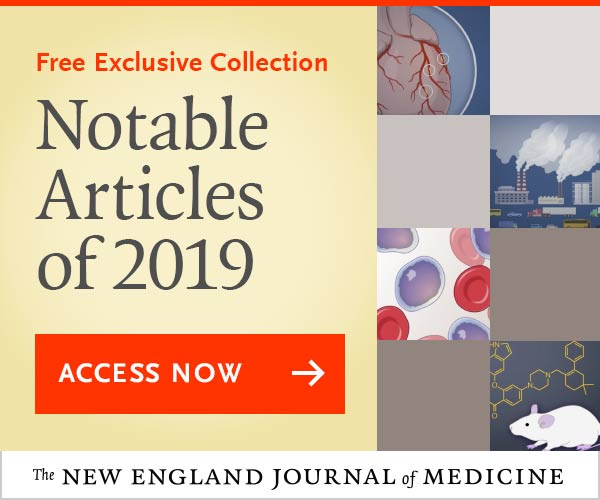 Free Exclusive Collection
Notable
Articles
of 2019
ACCESS NOW
The NEW ENGLAND JOURNAL of MEDICINE